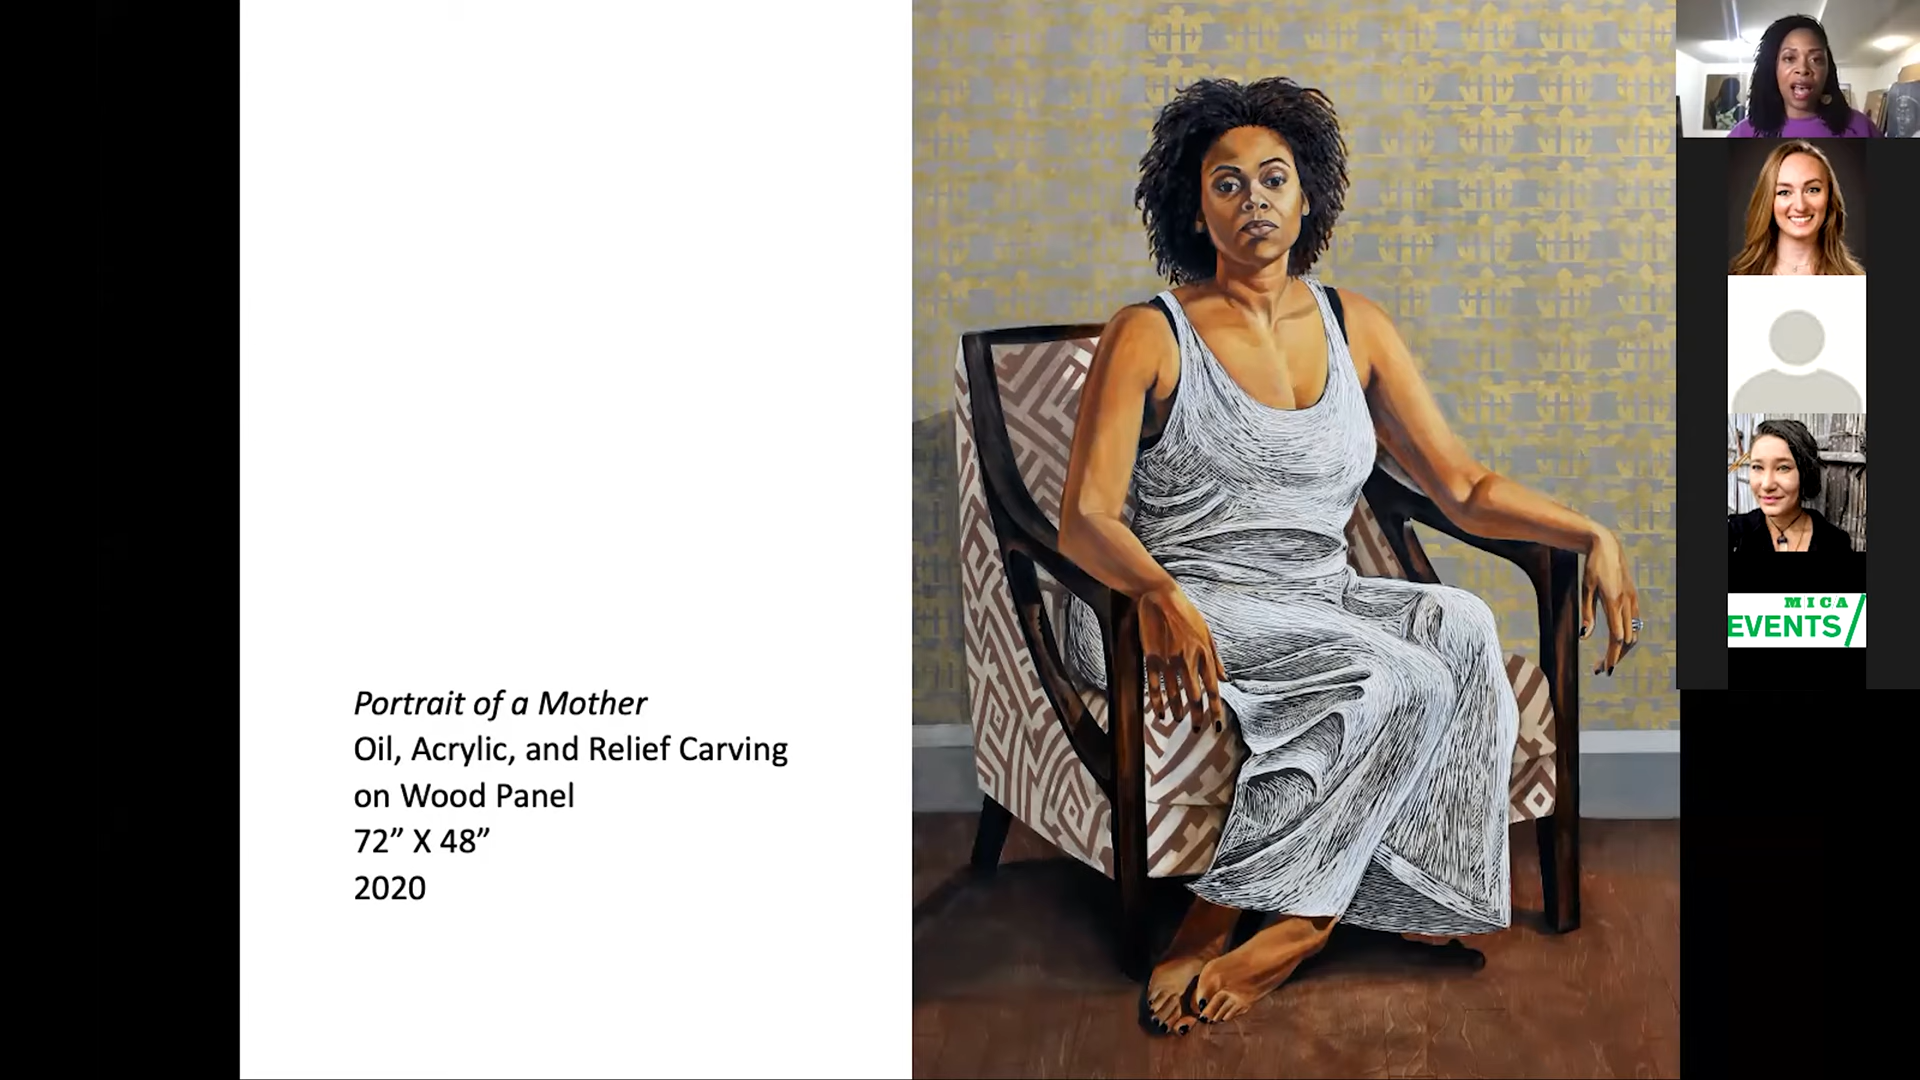 Portrait of a Mother
Oil, Acrylic, and Relief Carving
on Wood Panel
72” X 48”
2020
MICA
EVENTS/